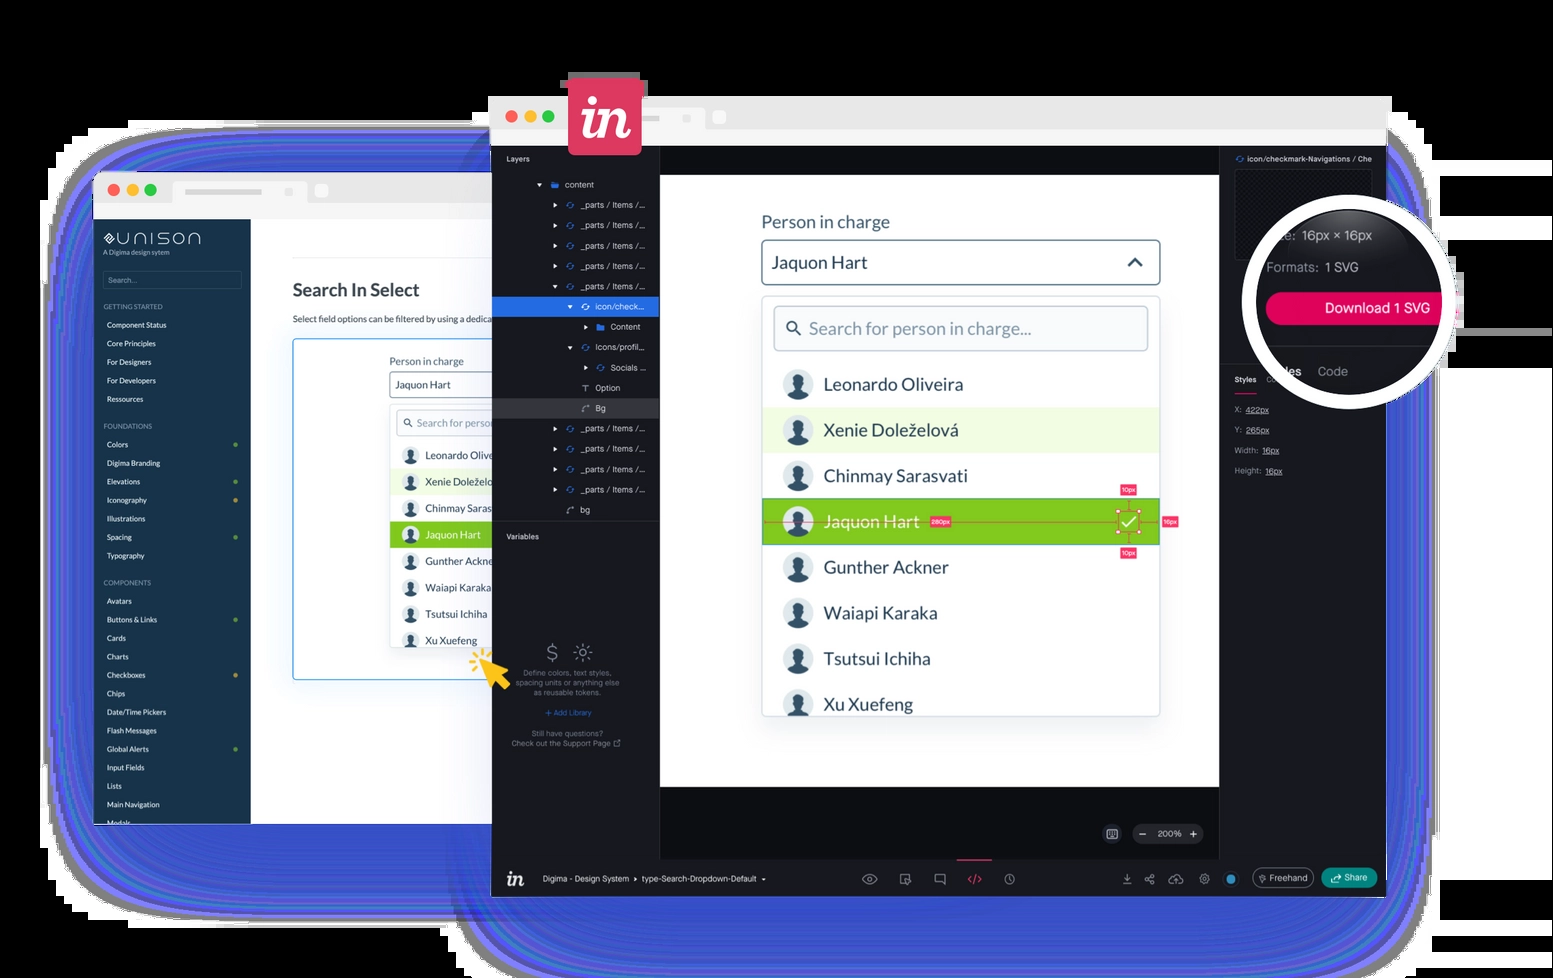 UNISON
A Digima design sytem
Search...
GETTING STARTED
Component Status
Core Principles
For Designers
For Developers
Ressources
FOUNDATIONS
Colors
Digima Branding
Elevations
Iconography
Illustrations
Spacing
Typography
COMPONENTS
Avatars
Buttons & Links
Cards
Charts
Checkboxes
Chips
Date/Time Pickers
Flash Messages
Global Alerts
Input Fields
Lists
Main Navigation
Modals
Search In Select
Select field options can be filtered by using a dedica
Person in charge
Jaquon Hart
Search for perso
Leonardo Olive
Xenie Doležělo
Chinmay Saras
Jaquon Hart
Gunther Ackne
Waiapi Karaka
Tsutsui Ichiha
Xu Xuefeng
in
Layers
content
_parts / Items /...
_parts / Items /...
_parts / Items /...
_parts / Items /...
_parts / Items /...
icon/check...
Content
Icons/profil...
Socials ...
Option
Bg
_parts / Items /...
_parts / Items /...
_parts / Items /...
_parts / Items /...
bg
Variables
$
Define colors, text styles,
spacing units or anything else
as reusable tokens.
+ Add Library
Still have questions?
Check out the Support Page
Person in charge
Jaquon Hart
Search for person in charge...
Leonardo Oliveira
Xenie Doleželová
Chinmay Sarasvati
10px
Jaquon Hart 280px
16px
10px
Gunther Ackner
Waiapi Karaka
Tsutsui Ichiha
Xu Xuefeng
icon/checkmark-Navigations / Che
16px × 16px
Formats: 1 SVG
Download 1 SVG
Code
Styles
X: 422px
Y: 265px
Width: 16px
Height: 16px
− 200% +
in Digima - Design System ▸ type-Search-Dropdown-Default
</>
Freehand
Share